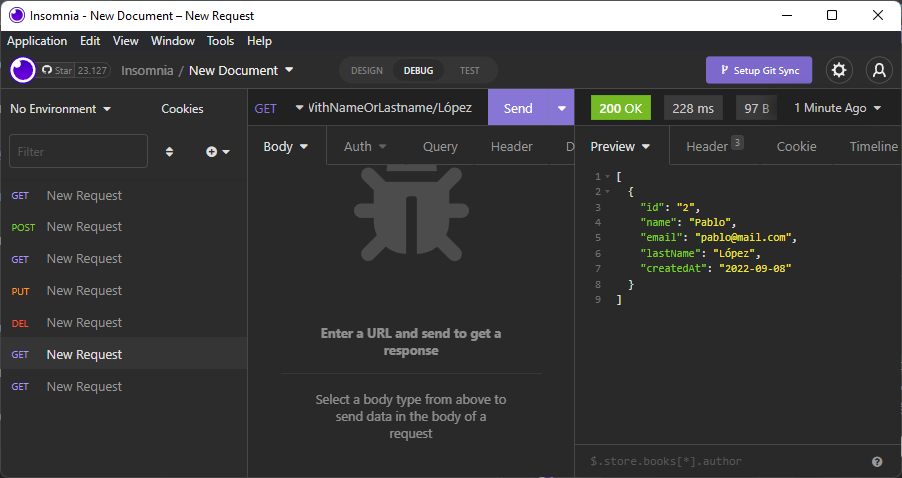 Insomnia - New Document – New Request
Application Edit View Window Tools Help
Star 23.127 Insomnia / New Document DESIGN DEBUG TEST Setup Git Sync
No Environment Cookies
Filter
GET New Request
POST New Request
GET New Request
PUT New Request
DEL New Request
GET New Request
GET New Request
GET WithNameOrLastname/López Send
Body Auth Query Header D
Enter a URL and send to get a
response
Select a body type from above to
send data in the body of a
request
200 OK 228 ms 97 B 1 Minute Ago
Preview Header 3 Cookie Timeline
1 [
2 {
3 "id": "2",
4 "name": "Pablo",
5 "email": "pablo@mail.com",
6 "lastName": "López",
7 "createdAt": "2022-09-08"
8 }
9 ]
$.store.books[*].author